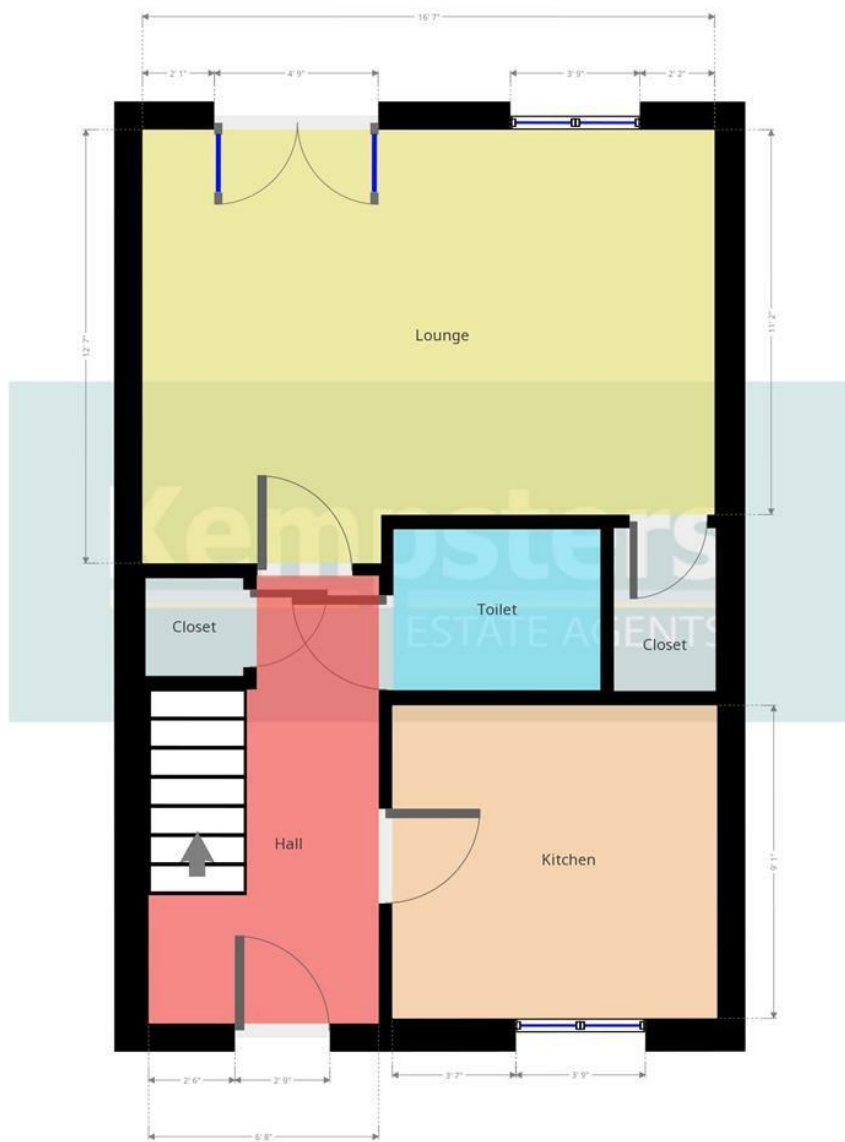 16' 7"
2' 1" 4' 9" 3' 9" 2' 2"
12' 7"
11' 2"
Lounge
Kempsters
ESTATE AGENTS
Closet
Toilet
Closet
Hall
Kitchen
9' 1"
2' 6" 2' 9" 3' 7" 3' 9"
6' 8"